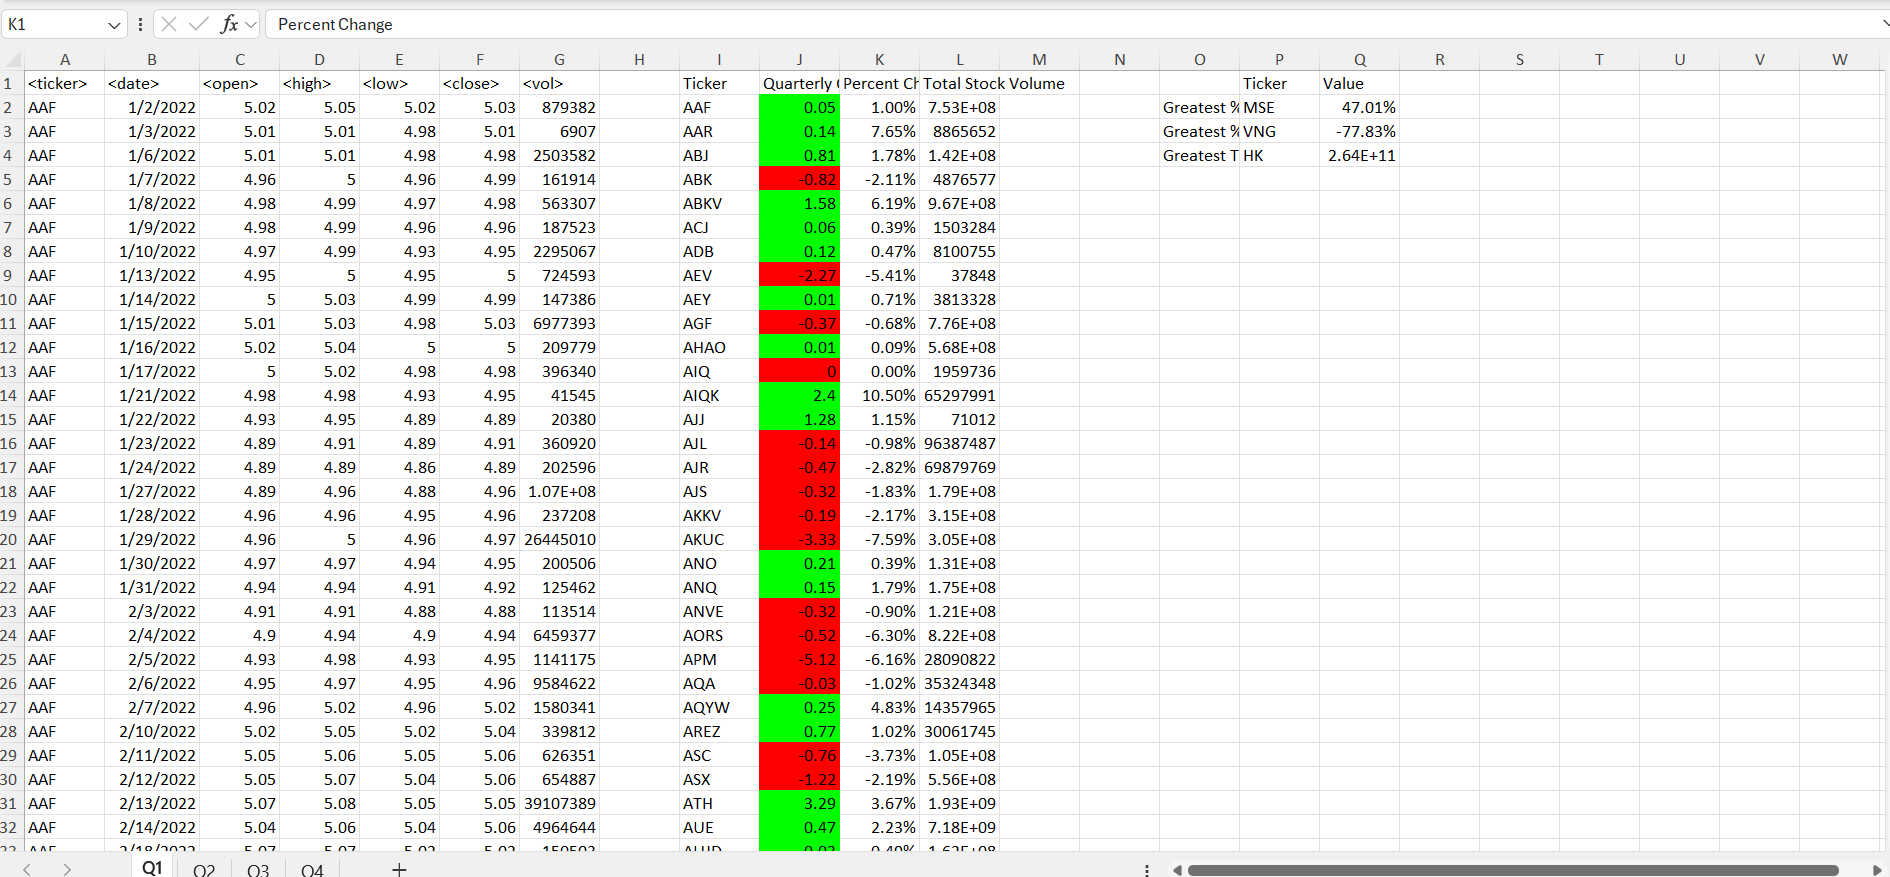 K1 fx Percent Change
A B C D E F G H I J K L M N O P Q R S T U V W
1 <ticker> <date> <open> <high> <low> <close> <vol> Ticker Quarterly Percent Ch Total Stock Volume Ticker Value
2 AAF 1/2/2022 5.02 5.05 5.02 5.03 879382 AAF 0.05 1.00% 7.53E+08 Greatest % MSE 47.01%
3 AAF 1/3/2022 5.01 5.01 4.98 5.01 6907 AAR 0.14 7.65% 8865652 Greatest % VNG -77.83%
4 AAF 1/6/2022 5.01 5.01 4.98 4.98 2503582 ABJ 0.81 1.78% 1.42E+08 Greatest T HK 2.64E+11
5 AAF 1/7/2022 4.96 5 4.96 4.99 161914 ABK -0.82 -2.11% 4876577
6 AAF 1/8/2022 4.98 4.99 4.97 4.98 563307 ABKV 1.58 6.19% 9.67E+08
7 AAF 1/9/2022 4.98 4.99 4.96 4.96 187523 ACJ 0.06 0.39% 1503284
8 AAF 1/10/2022 4.97 4.99 4.93 4.95 2295067 ADB 0.12 0.47% 8100755
9 AAF 1/13/2022 4.95 5 4.95 5 724593 AEV -2.27 -5.41% 37848
10 AAF 1/14/2022 5 5.03 4.99 4.99 147386 AEY 0.01 0.71% 3813328
11 AAF 1/15/2022 5.01 5.03 4.98 5.03 6977393 AGF -0.37 -0.68% 7.76E+08
12 AAF 1/16/2022 5.02 5.04 5 5 209779 AHAO 0.01 0.09% 5.68E+08
13 AAF 1/17/2022 5 5.02 4.98 4.98 396340 AIQ 0 0.00% 1959736
14 AAF 1/21/2022 4.98 4.98 4.93 4.95 41545 AIQK 2.4 10.50% 65297991
15 AAF 1/22/2022 4.93 4.95 4.89 4.89 20380 AJJ 1.28 1.15% 71012
16 AAF 1/23/2022 4.89 4.91 4.89 4.91 360920 AJL -0.14 -0.98% 96387487
17 AAF 1/24/2022 4.89 4.89 4.86 4.89 202596 AJR -0.47 -2.82% 69879769
18 AAF 1/27/2022 4.89 4.96 4.88 4.96 1.07E+08 AJS -0.32 -1.83% 1.79E+08
19 AAF 1/28/2022 4.96 4.96 4.95 4.96 237208 AKKV -0.19 -2.17% 3.15E+08
20 AAF 1/29/2022 4.96 5 4.96 4.97 26445010 AKUC -3.33 -7.59% 3.05E+08
21 AAF 1/30/2022 4.97 4.97 4.94 4.95 200506 ANO 0.21 0.39% 1.31E+08
22 AAF 1/31/2022 4.94 4.94 4.91 4.92 125462 ANQ 0.15 1.79% 1.75E+08
23 AAF 2/3/2022 4.91 4.91 4.88 4.88 113514 ANVE -0.32 -0.90% 1.21E+08
24 AAF 2/4/2022 4.9 4.94 4.9 4.94 6459377 AORS -0.52 -6.30% 8.22E+08
25 AAF 2/5/2022 4.93 4.98 4.93 4.95 1141175 APM -5.12 -6.16% 28090822
26 AAF 2/6/2022 4.95 4.97 4.95 4.96 9584622 AQA -0.03 -1.02% 35324348
27 AAF 2/7/2022 4.96 5.02 4.96 5.02 1580341 AQYW 0.25 4.83% 14357965
28 AAF 2/10/2022 5.02 5.05 5.02 5.04 339812 AREZ 0.77 1.02% 30061745
29 AAF 2/11/2022 5.05 5.06 5.05 5.06 626351 ASC -0.76 -3.73% 1.05E+08
30 AAF 2/12/2022 5.05 5.07 5.04 5.06 654887 ASX -1.22 -2.19% 5.56E+08
31 AAF 2/13/2022 5.07 5.08 5.05 5.05 39107389 ATH 3.29 3.67% 1.93E+09
32 AAF 2/14/2022 5.04 5.06 5.04 5.06 4964644 AUE 0.47 2.23% 7.18E+09
Q1 Q2 Q3 Q4